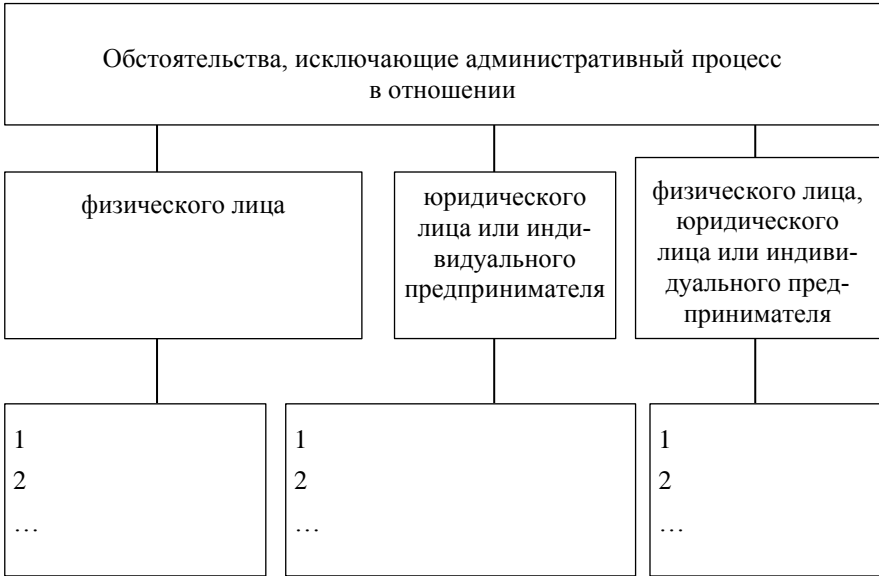 Обстоятельства, исключающие административный процесс
в отношении
физического лица
юридического
лица или инди-
видуального
предпринимателя
физического лица,
юридического
лица или индиви-
дуального пред-
принимателя
1
2
…
1
2
…
1
2
…